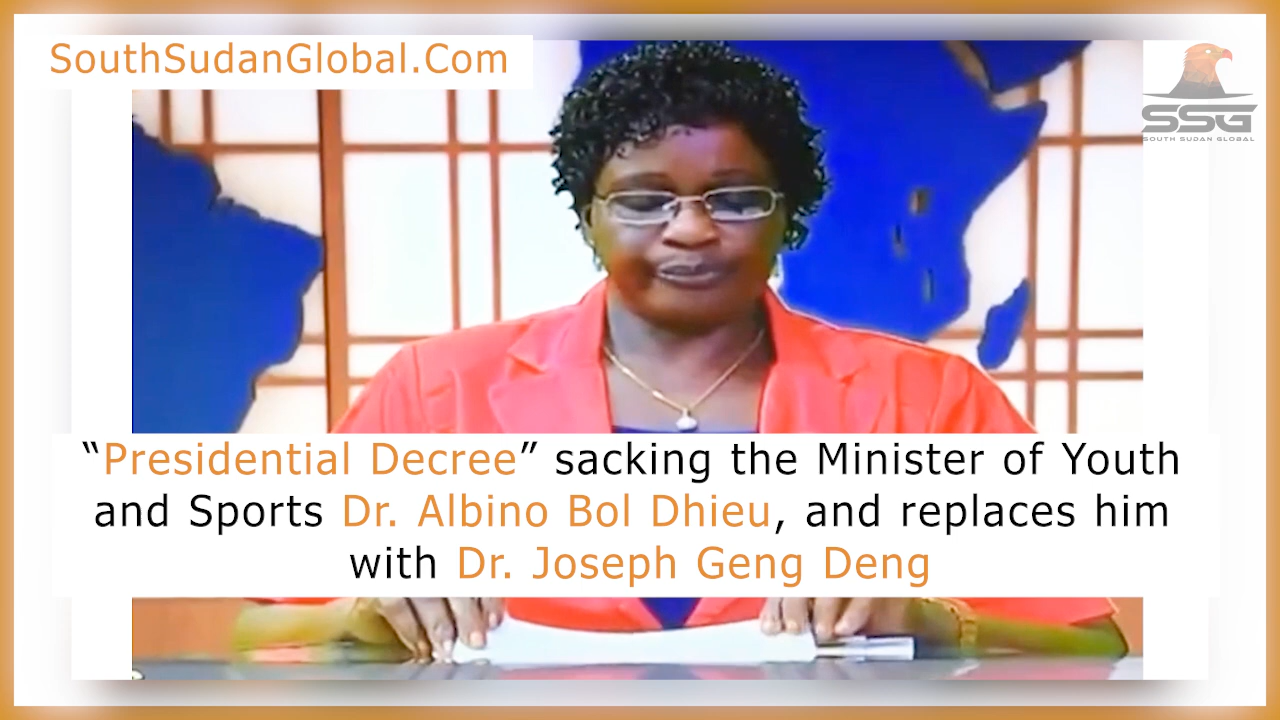 SouthSudanGlobal.Com
SSG
SOUTH SUDAN GLOBAL
“Presidential Decree” sacking the Minister of Youth
and Sports Dr. Albino Bol Dhieu, and replaces him
with Dr. Joseph Geng Deng